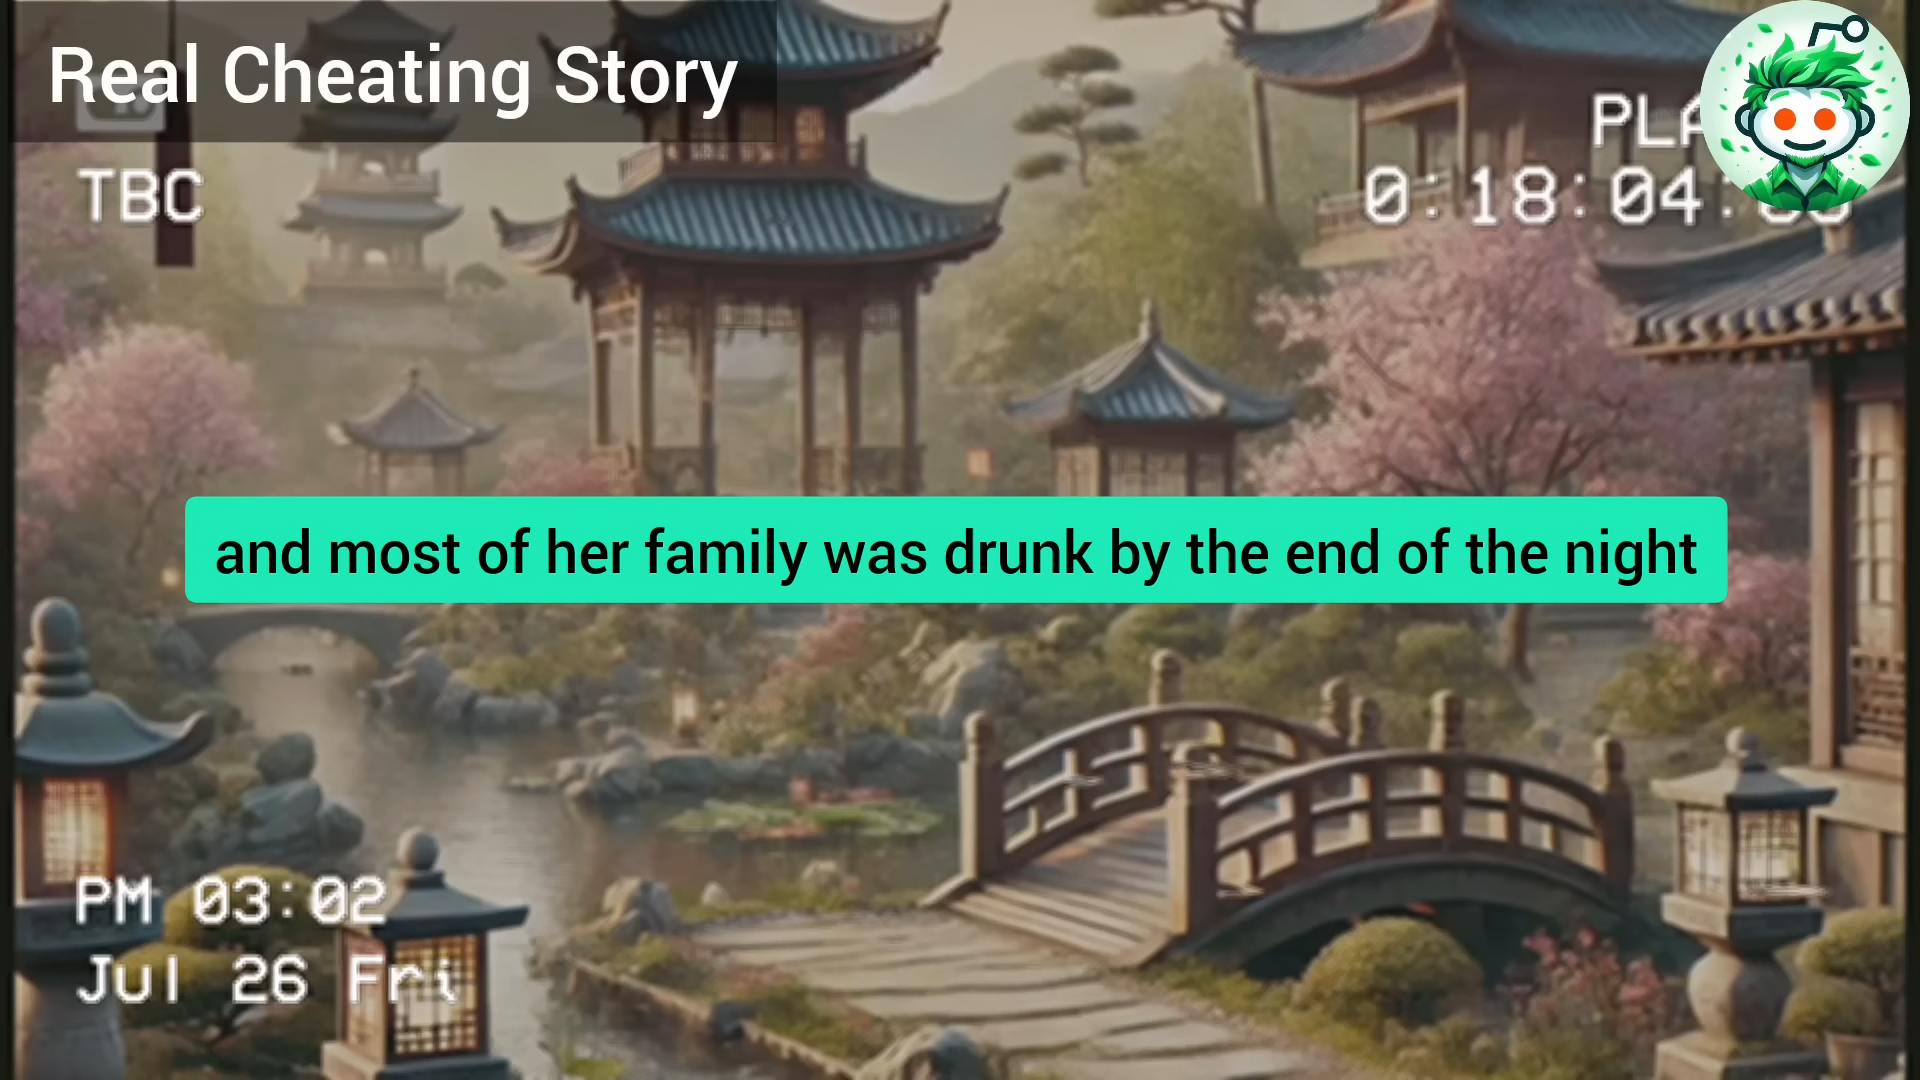 Real Cheating Story
TBC
0:18:04:
and most of her family was drunk by the end of the night
PM 03:02
Jul 26 Fri